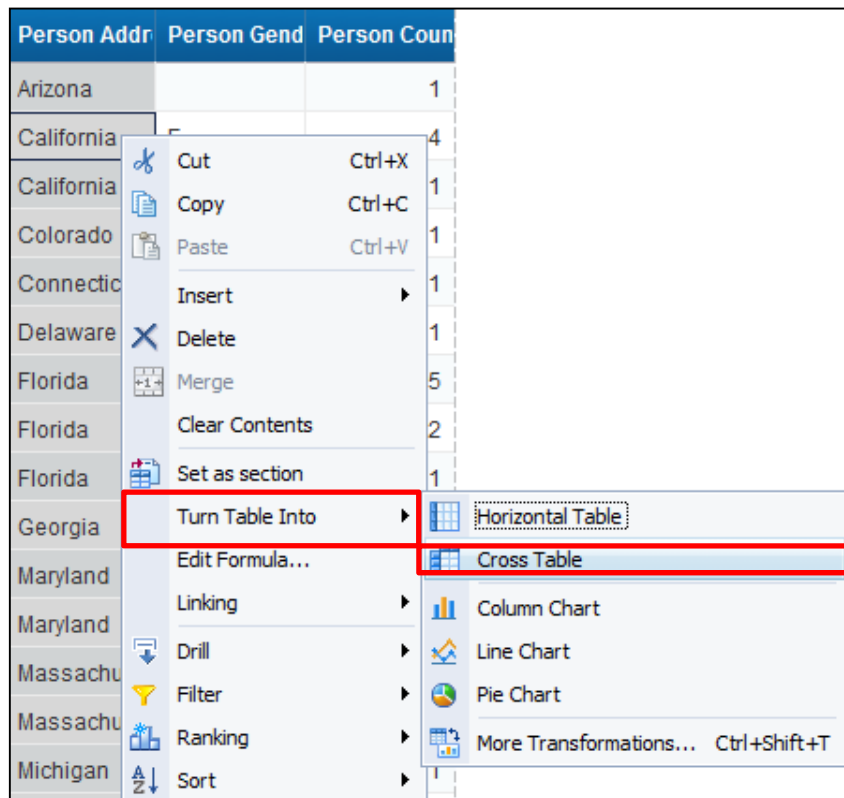 Person Addr Person Gend Person Coun
Arizona 1
California F 4
California 1
Colorado 1
Connectic 1
Delaware 1
Florida 5
Florida 2
Florida 1
Georgia
Maryland
Maryland
Massachu
Massachu
Michigan 1
Cut Ctrl+X
Copy Ctrl+C
Paste Ctrl+V
Insert
Delete
Merge
Clear Contents
Set as section
Turn Table Into
Edit Formula...
Linking
Drill
Filter
Ranking
Sort
Horizontal Table
Cross Table
Column Chart
Line Chart
Pie Chart
More Transformations... Ctrl+Shift+T